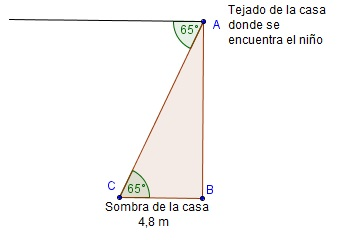 Tejado de la casa
donde se
encuentra el niño
65°
A
C
65°
B
Sombra de la casa
4,8 m